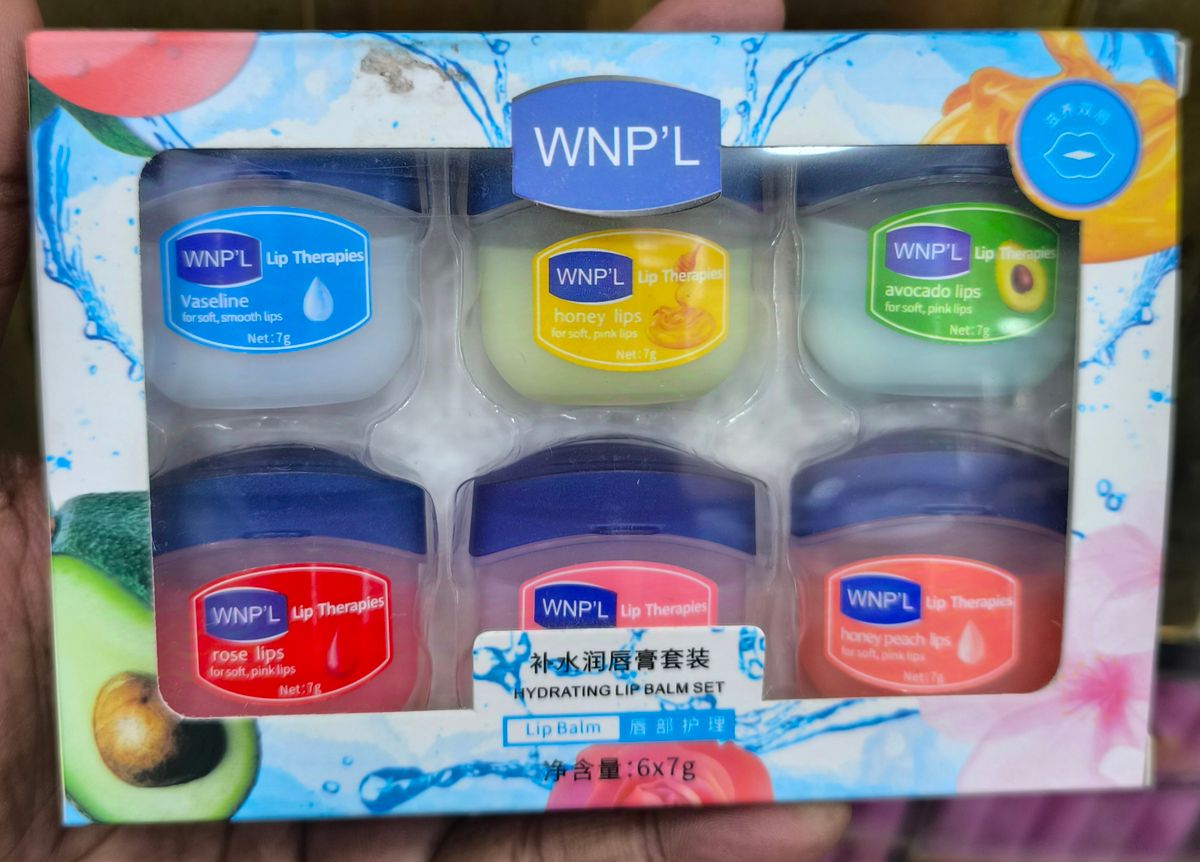 WNP'L
滋养双唇
WNP'L Lip Therapies
Vaseline
for soft, smooth lips
Net:7g
WNP'L Lip Therapies
honey lips
for soft, pink lips
Net:7g
WNP'L Lip Therapies
avocado lips
for soft, pink lips
Net:7g
WNP'L Lip Therapies
rose lips
for soft, pink lips
Net:7g
WNP'L Lip Therapies
WNP'L Lip Therapies
honey peach lips
for soft, pink lips
Net:7g
补水润唇膏套装
HYDRATING LIP BALM SET
Lip Balm 唇部护理
净含量:6x7g